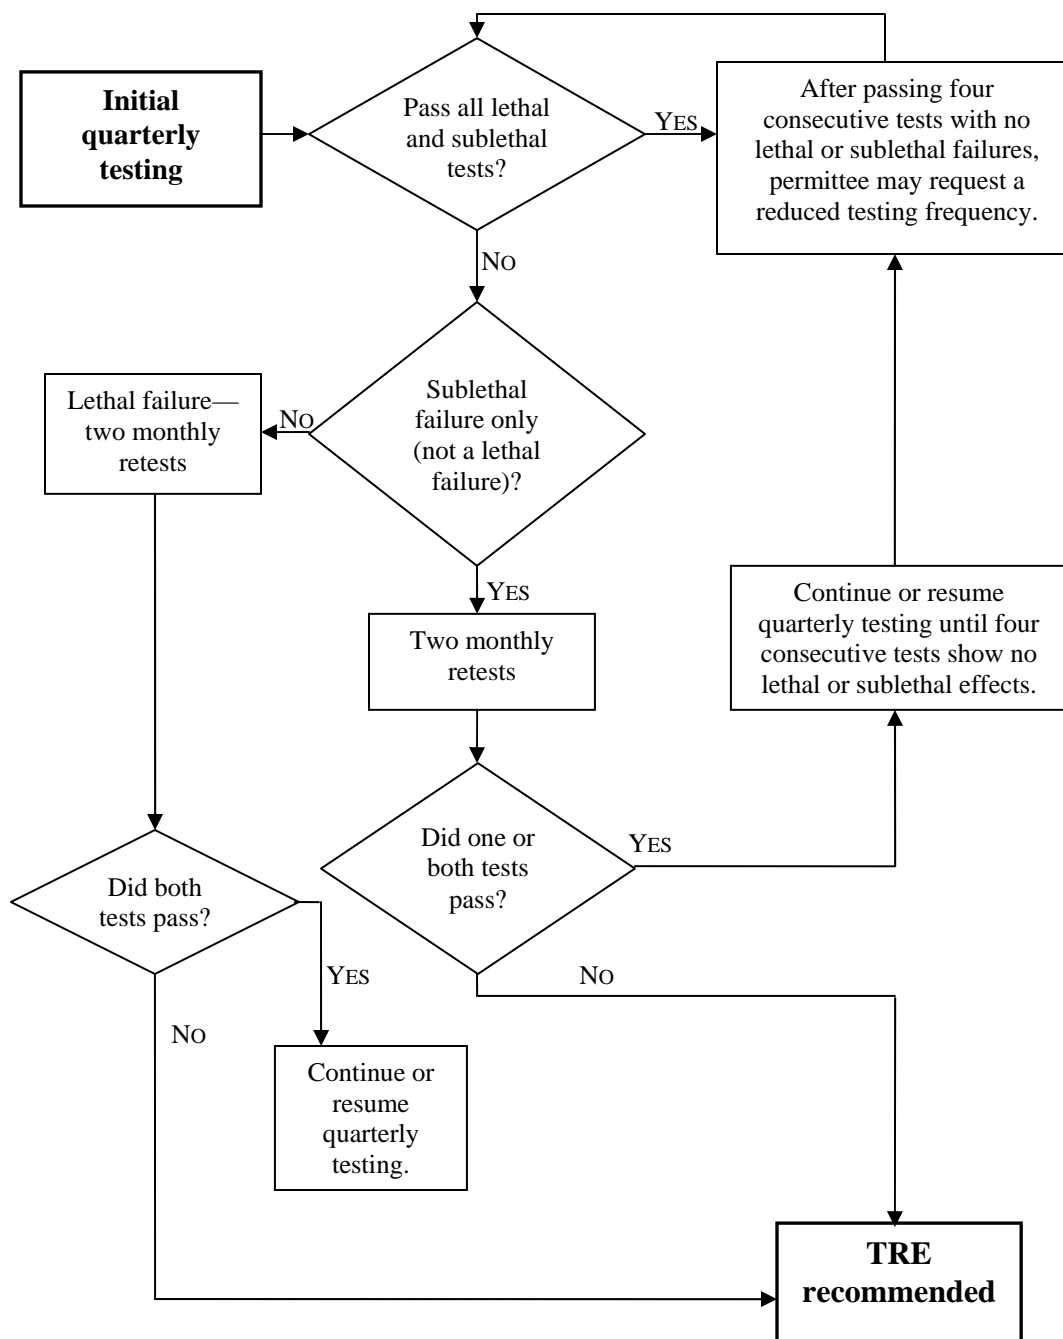 Initial
quarterly
testing
Pass all lethal
and sublethal
tests?
YES
After passing four
consecutive tests with no
lethal or sublethal failures,
permittee may request a
reduced testing frequency.
NO
Sublethal
failure only
(not a lethal
failure)?
NO
Lethal failure—
two monthly
retests
YES
Two monthly
retests
Continue or resume
quarterly testing until four
consecutive tests show no
lethal or sublethal effects.
Did one or
both tests
pass?
YES
NO
Did both
tests pass?
YES
NO
Continue or
resume
quarterly
testing.
TRE
recommended